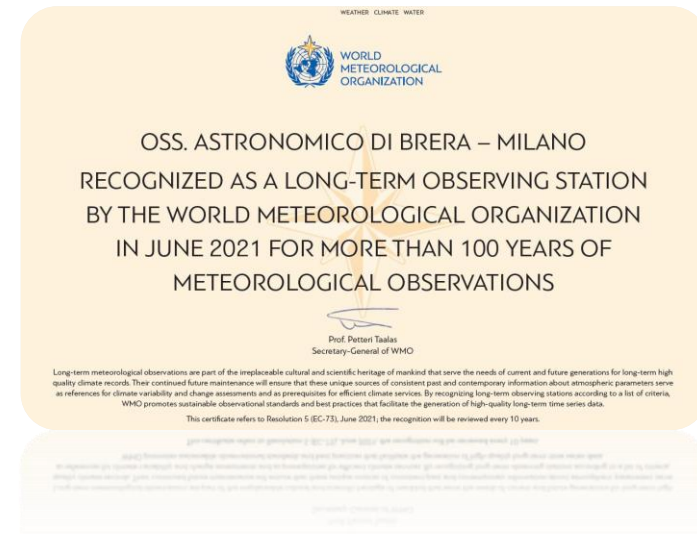 WEATHER CLIMATE WATER
WORLD
METEOROLOGICAL
ORGANIZATION
OSS. ASTRONOMICO DI BRERA – MILANO
RECOGNIZED AS A LONG-TERM OBSERVING STATION
BY THE WORLD METEOROLOGICAL ORGANIZATION
IN JUNE 2021 FOR MORE THAN 100 YEARS OF
METEOROLOGICAL OBSERVATIONS
Prof. Petteri Taalas
Secretary-General of WMO
Long-term meteorological observations are part of the irreplaceable cultural and scientific heritage of mankind that serve the needs of current and future generations for long-term high
quality climate records. Their continued future maintenance will ensure that these unique sources of consistent past and contemporary information about atmospheric parameters serve
as references for climate variability and change assessments and as prerequisites for efficient climate services. By recognizing long-term observing stations according to a list of criteria,
WMO promotes sustainable observational standards and best practices that facilitate the generation of high-quality long-term time series data.
This certificate refers to Resolution 5 (EC-73), June 2021; the recognition will be reviewed every 10 years.